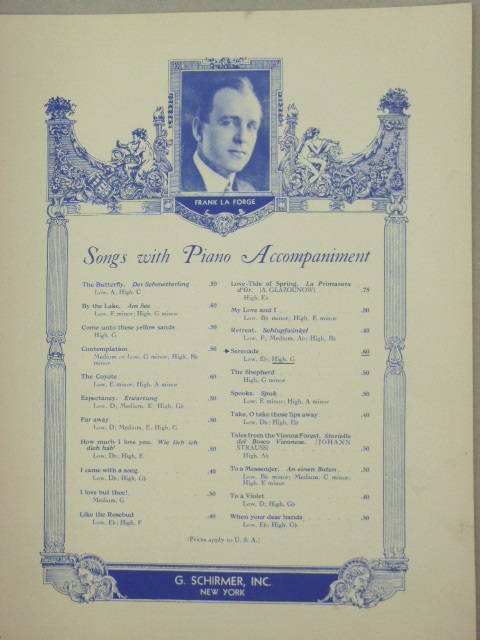 FRANK LA FORGE
Songs with Piano Accompaniment
The Butterfly. Der Schmetterling .50
Low, A; High, C
By the Lake. Am See .60
Low, E minor; High, G minor
Come unto these yellow sands .50
High, G
Contemplation .50
Medium or Low, G minor; High, B♭
minor
The Coyote .60
Low, E minor; High, A minor
Expectancy. Erwartung .50
Low, D; Medium, E; High, G♭
Far away .50
Low, D; Medium, E; High, G
How much I love you. Wie lieb ich
dich hab' .50
Low, D♭; High, F
I came with a song .40
Low, D♭; High, G♭
I love but thee! .50
Medium, G
Like the Rosebud .40
Low, E♭; High, F
Love-Tide of Spring. La Primavera
d'Or. (A. GLAZOUNOW) .75
High, E♭
My Love and I .50
Low, B♭ minor; High, E minor
Retreat. Schlupfwinkel .40
Low, F; Medium, A♭; High, B♭
Serenade .60
Low, E♭; High, G
The Shepherd .50
High, G minor
Spooks. Spuk .50
Low, E minor; High, A minor
Take, O take those lips away .40
Low, D♭; High, E♭
Tales from the Vienna Forest. Storielle
del Bosco Viennese. (JOHANN
STRAUSS) .50
High, A♭
To a Messenger. An einen Boten .50
Low, B♭ minor; Medium, C minor;
High, E minor
To a Violet .40
Low, D; High, G♭
When your dear hands .50
Low, E♭; High, G♭
(Prices apply to U. S. A.)
G. SCHIRMER, INC.
NEW YORK